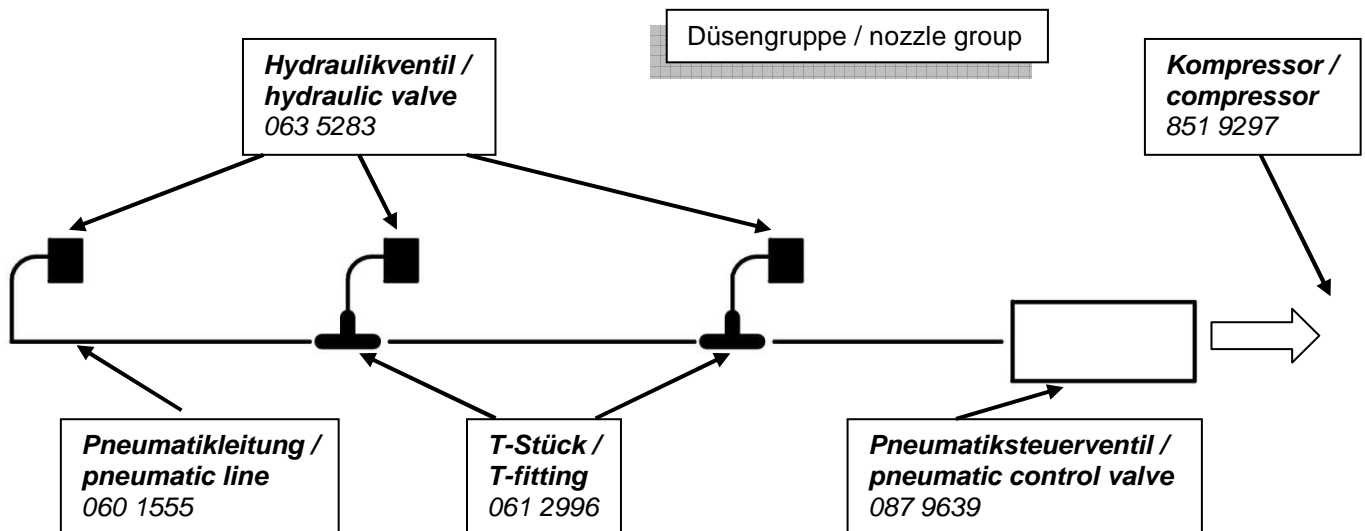 Düsengruppe / nozzle group
Hydraulikventil /
hydraulic valve
063 5283
Kompressor /
compressor
851 9297
Pneumatikleitung /
pneumatic line
060 1555
T-Stück /
T-fitting
061 2996
Pneumatiksteuerventil /
pneumatic control valve
087 9639